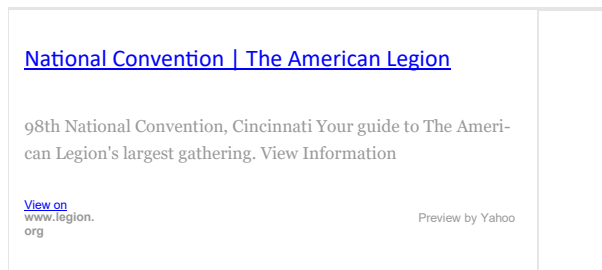 National Convention | The American Legion
98th National Convention, Cincinnati Your guide to The Ameri-
can Legion's largest gathering. View Information
View on
www.legion.
org
Preview by Yahoo